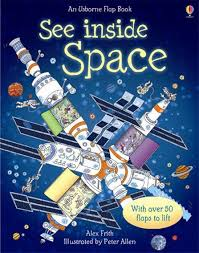 An Usborne Flap Book
See inside
Space
With over 50
flaps to lift
Alex Frith
Illustrated by Peter Allen